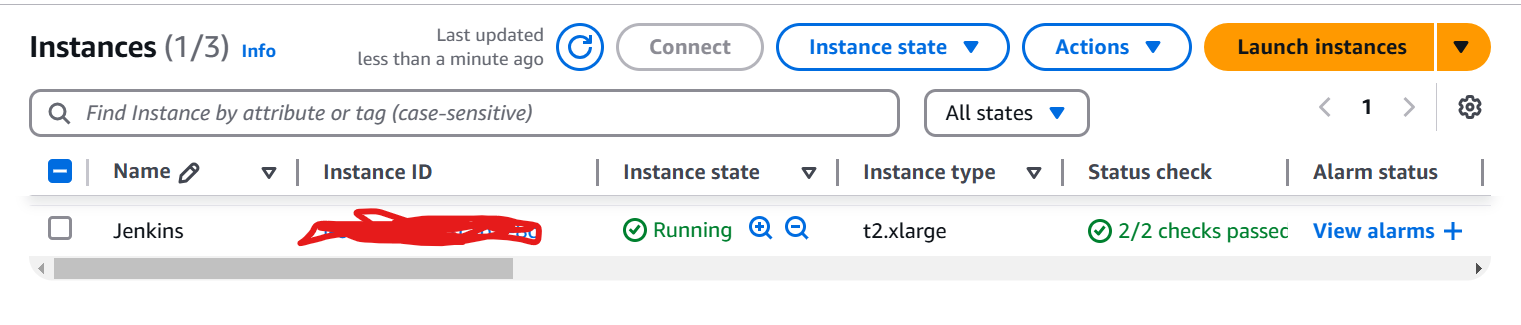 Instances (1/3) Info
Last updated
less than a minute ago
Connect
Instance state
Actions
Launch instances
Find Instance by attribute or tag (case-sensitive)
All states
1
Name
Instance ID
Instance state
Instance type
Status check
Alarm status
Jenkins
Running
t2.xlarge
2/2 checks passed
View alarms +